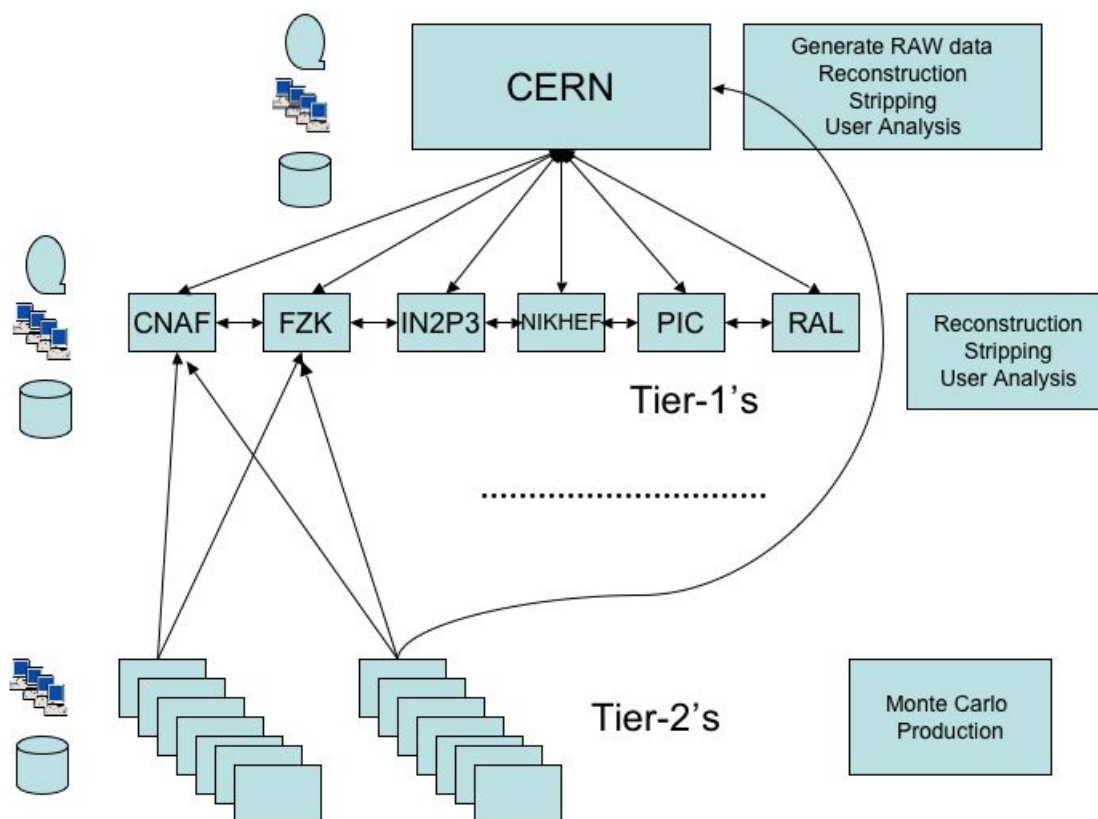 CERN
Generate RAW data
Reconstruction
Stripping
User Analysis
CNAF
FZK
IN2P3
NIKHEF
PIC
RAL
Reconstruction
Stripping
User Analysis
Tier-1's
Tier-2's
Monte Carlo
Production